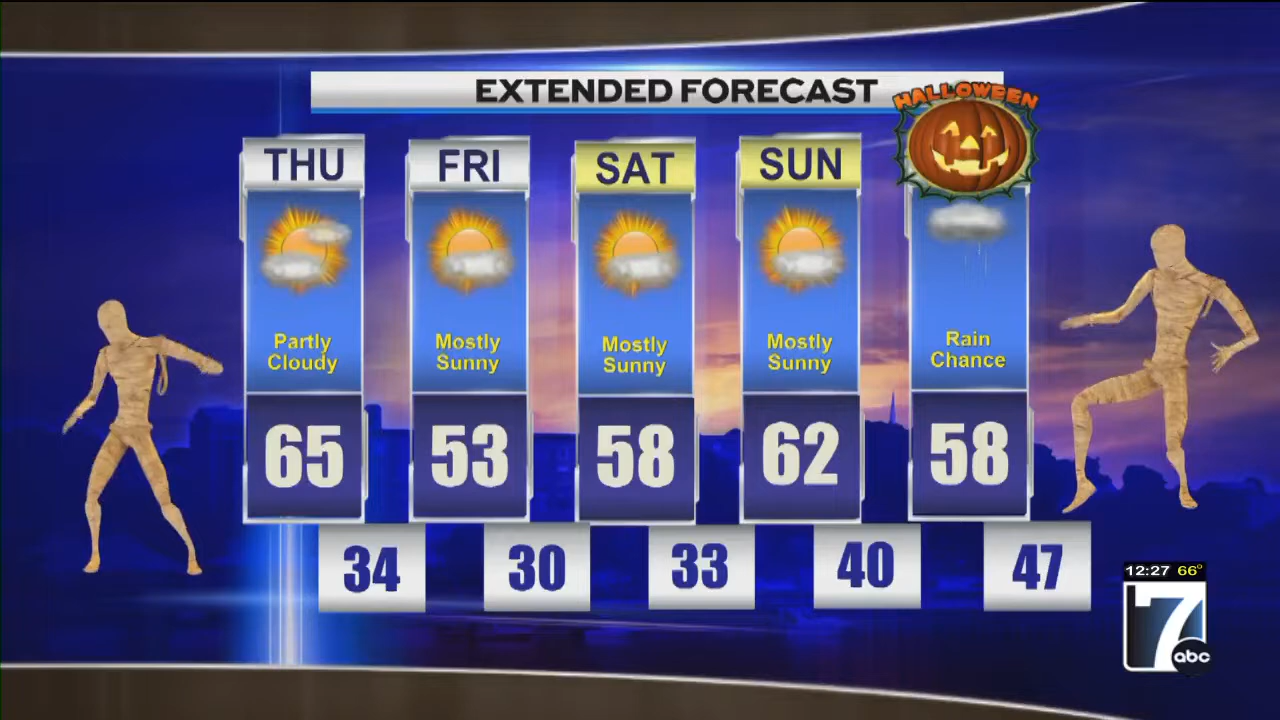 EXTENDED FORECAST
HALLOWEEN
THU
FRI
SAT
SUN
Partly
Cloudy
Mostly
Sunny
Mostly
Sunny
Mostly
Sunny
Rain
Chance
65
53
58
62
58
34
30
33
40
47
12:27 66°
7
abc